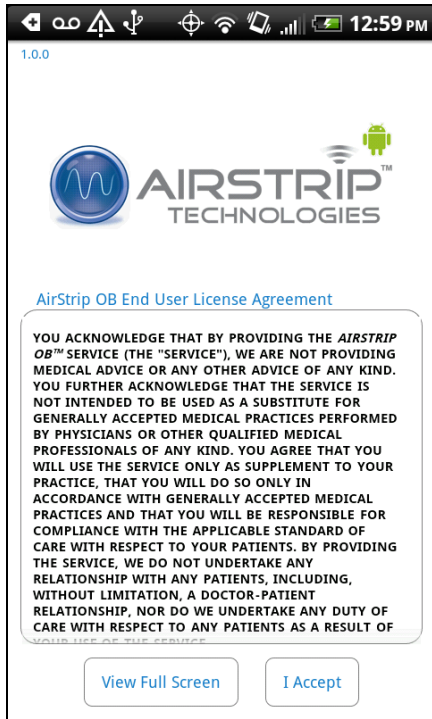 12:59 PM
1.0.0
AIRSTRIP™
TECHNOLOGIES
AirStrip OB End User License Agreement
YOU ACKNOWLEDGE THAT BY PROVIDING THE AIRSTRIP
OB™ SERVICE (THE "SERVICE"), WE ARE NOT PROVIDING
MEDICAL ADVICE OR ANY OTHER ADVICE OF ANY KIND.
YOU FURTHER ACKNOWLEDGE THAT THE SERVICE IS
NOT INTENDED TO BE USED AS A SUBSTITUTE FOR
GENERALLY ACCEPTED MEDICAL PRACTICES PERFORMED
BY PHYSICIANS OR OTHER QUALIFIED MEDICAL
PROFESSIONALS OF ANY KIND. YOU AGREE THAT YOU
WILL USE THE SERVICE ONLY AS SUPPLEMENT TO YOUR
PRACTICE, THAT YOU WILL DO SO ONLY IN
ACCORDANCE WITH GENERALLY ACCEPTED MEDICAL
PRACTICES AND THAT YOU WILL BE RESPONSIBLE FOR
COMPLIANCE WITH THE APPLICABLE STANDARD OF
CARE WITH RESPECT TO YOUR PATIENTS. BY PROVIDING
THE SERVICE, WE DO NOT UNDERTAKE ANY
RELATIONSHIP WITH ANY PATIENTS, INCLUDING,
WITHOUT LIMITATION, A DOCTOR-PATIENT
RELATIONSHIP, NOR DO WE UNDERTAKE ANY DUTY OF
CARE WITH RESPECT TO ANY PATIENTS AS A RESULT OF
YOUR USE OF THE SERVICE
View Full Screen
I Accept